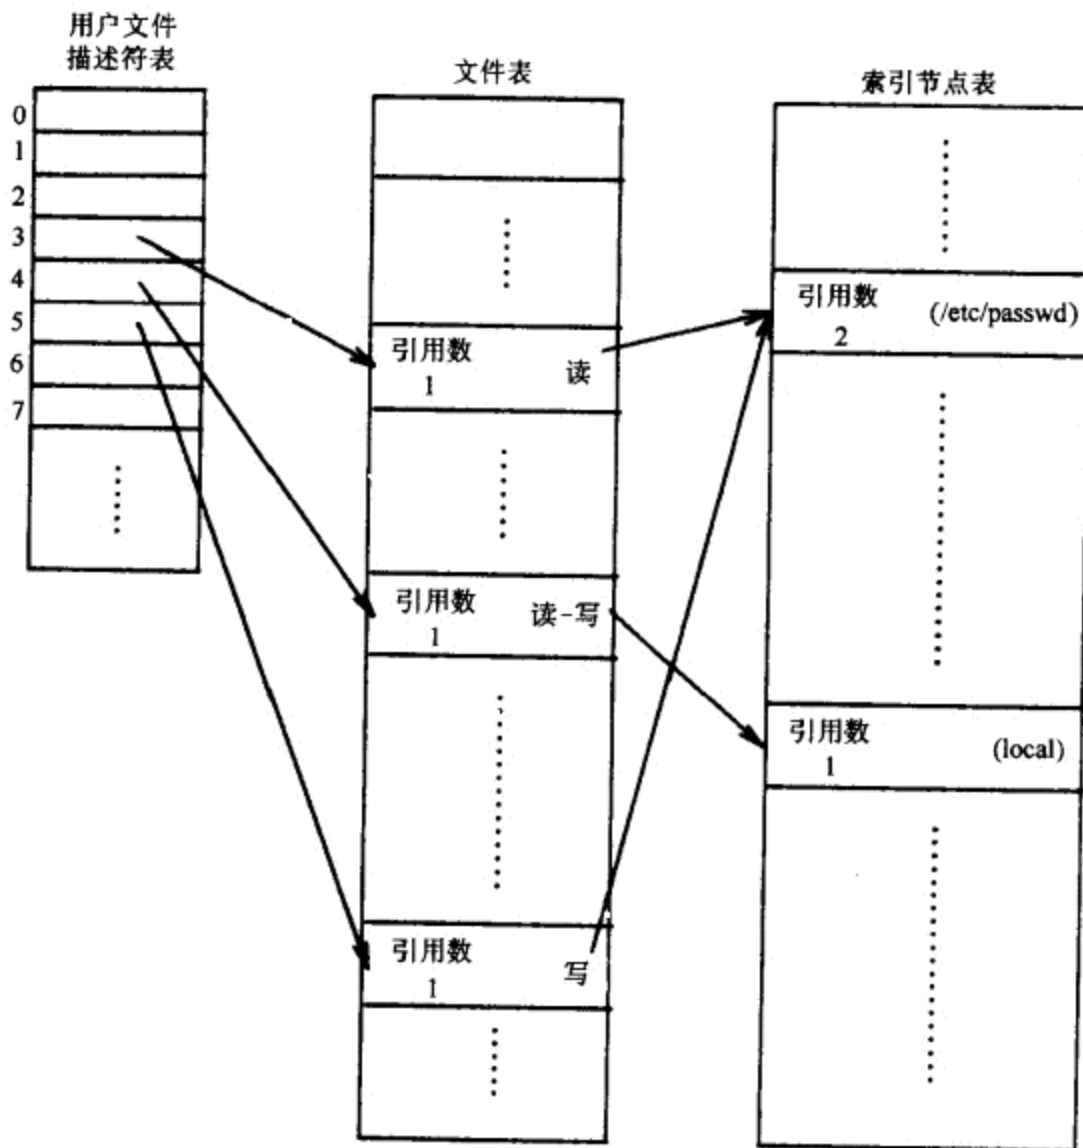 用户文件
描述符表
文件表
索引节点表
0
1
2
3
4
5
6
7
引用数
1
读
引用数
1
读-写
引用数
1
写
引用数
2
(/etc/passwd)
引用数
1
(local)